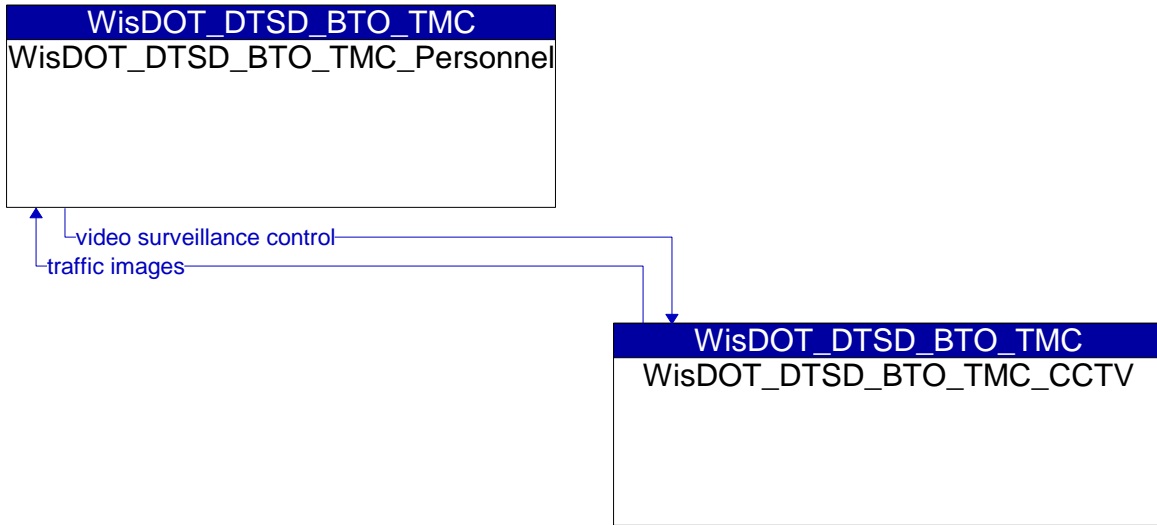 WisDOT_DTSD_BTO_TMC
WisDOT_DTSD_BTO_TMC_Personnel
video surveillance control
traffic images
WisDOT_DTSD_BTO_TMC
WisDOT_DTSD_BTO_TMC_CCTV